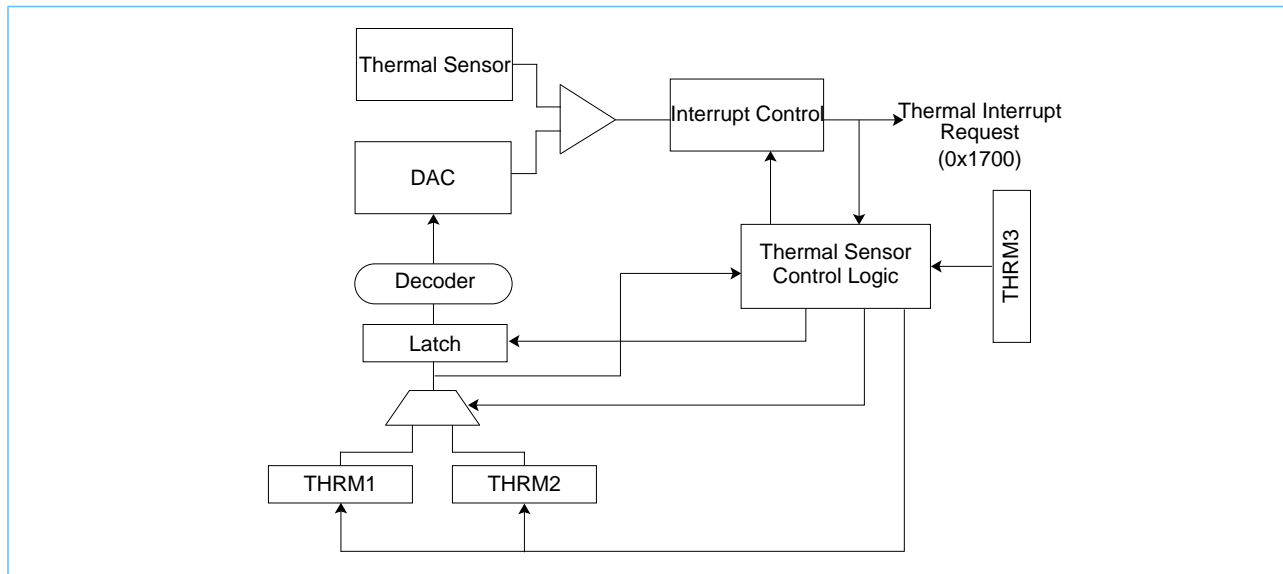 Thermal Sensor
Interrupt Control
Thermal Interrupt
Request
(0x1700)
DAC
THRM3
Thermal Sensor
Control Logic
Decoder
Latch
THRM1
THRM2